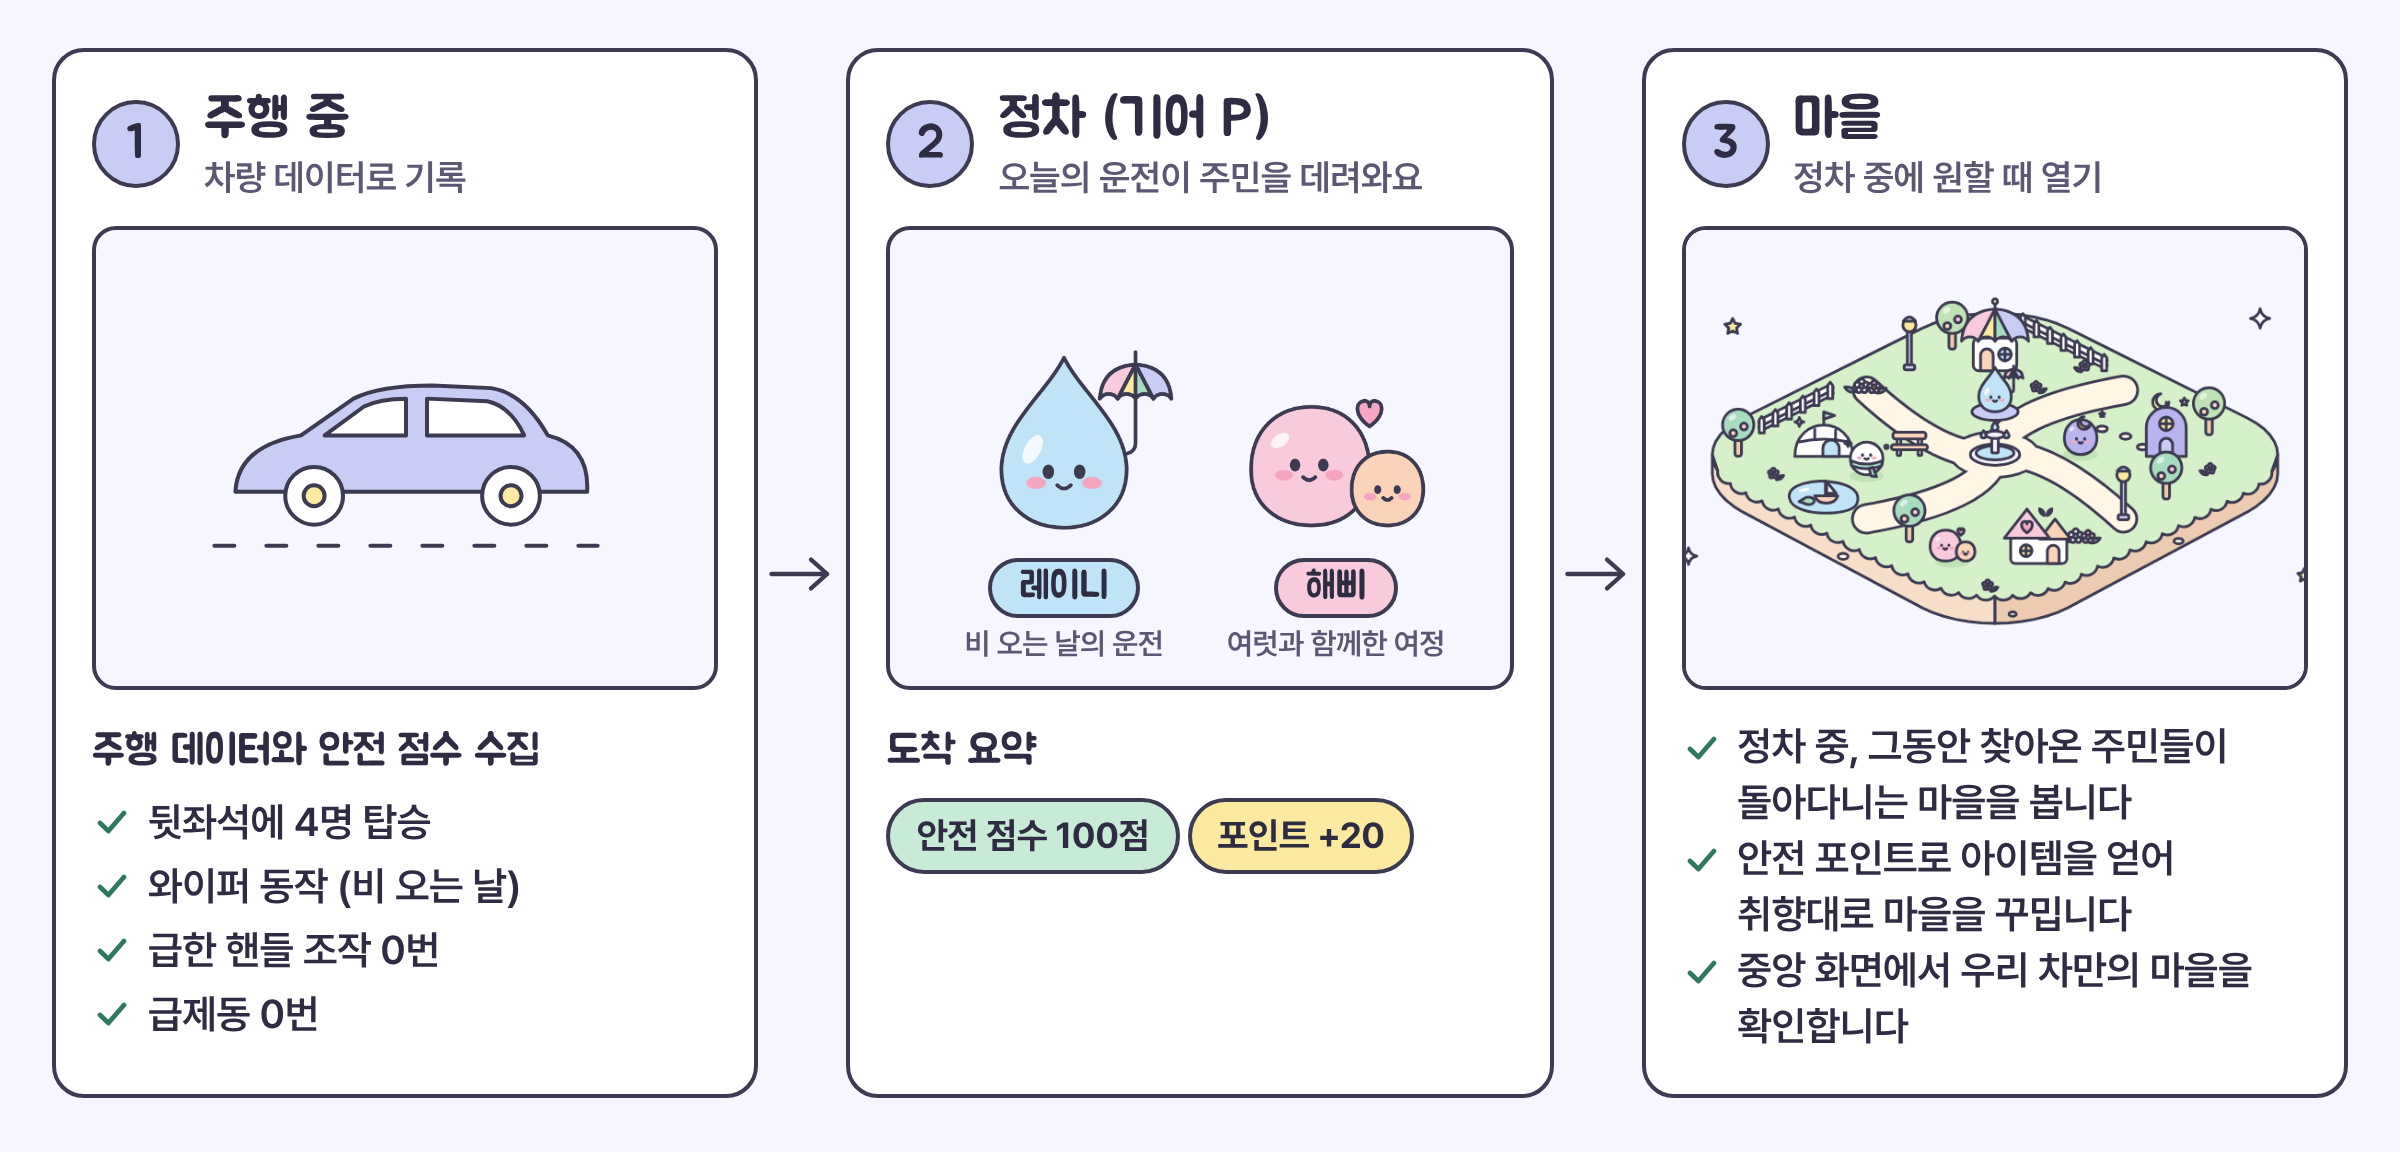 1
주행 중
차량 데이터로 기록
주행 데이터와 안전 점수 수집
뒷좌석에 4명 탑승
와이퍼 동작 (비 오는 날)
급한 핸들 조작 0번
급제동 0번
2
정차 (기어 P)
오늘의 운전이 주민을 데려와요
레이니
비 오는 날의 운전
해삐
여럿과 함께한 여정
도착 요약
안전 점수 100점
포인트 +20
3
마을
정차 중에 원할 때 열기
정차 중, 그동안 찾아온 주민들이
돌아다니는 마을을 봅니다
안전 포인트로 아이템을 얻어
취향대로 마을을 꾸밉니다
중앙 화면에서 우리 차만의 마을을
확인합니다